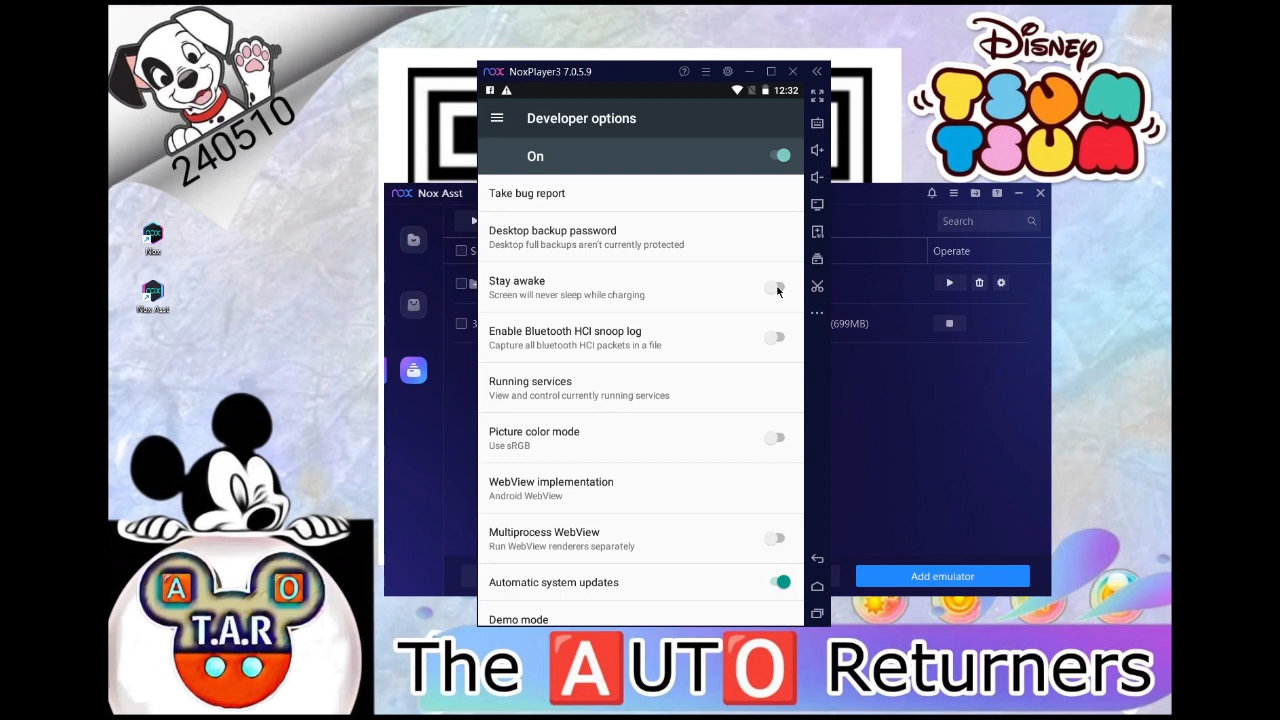 240510
Disney
TSUM
TSUM
nox NoxPlayer3 7.0.5.9
12:32
Developer options
On
Take bug report
Desktop backup password
Desktop full backups aren't currently protected
Stay awake
Screen will never sleep while charging
Enable Bluetooth HCI snoop log
Capture all bluetooth HCI packets in a file
Running services
View and control currently running services
Picture color mode
Use sRGB
WebView implementation
Android WebView
Multiprocess WebView
Run WebView renderers separately
Automatic system updates
Demo mode
nox Nox Asst
Search
S
Operate
3
(699MB)
Add emulator
Nox
Nox Asst
A O
T.A.R
The AUTO Returners